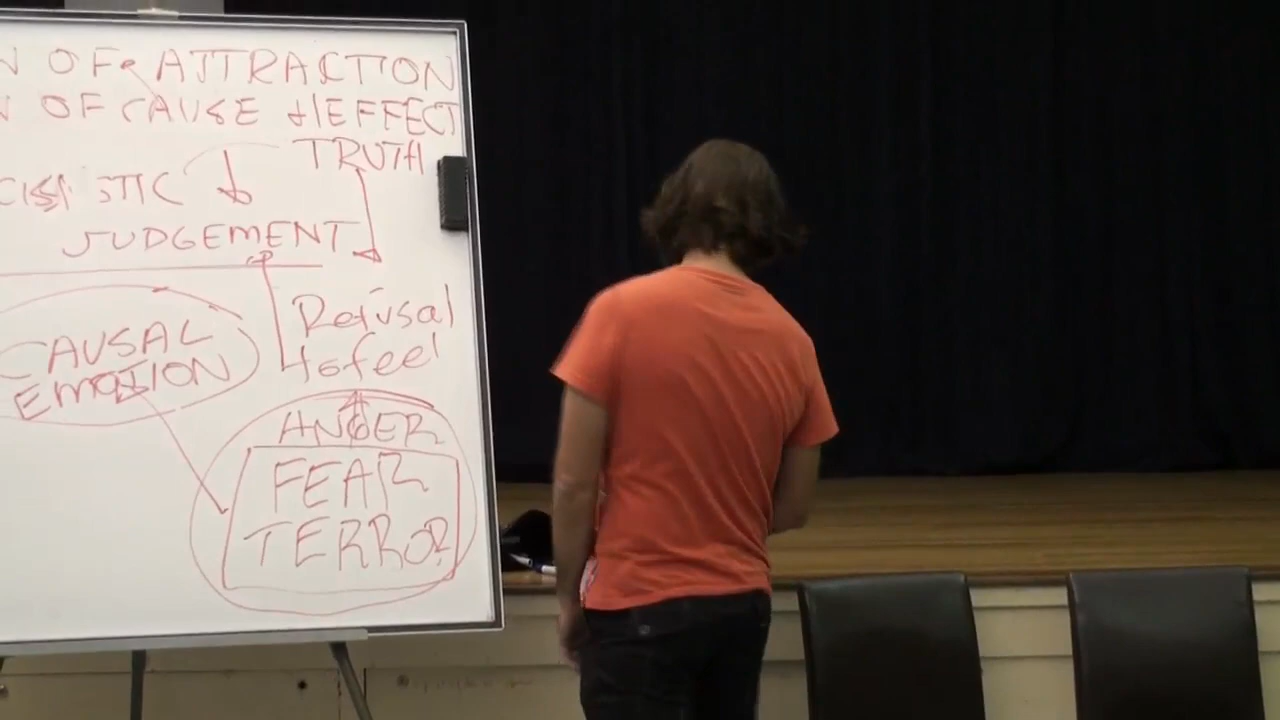 N OF ATTRACTION
N OF CAUSE + EFFECT
TRUTH
JUDGEMENT
Refusal
to feel
CAUSAL
EMOTION
ANGER
FEAR
TERROR